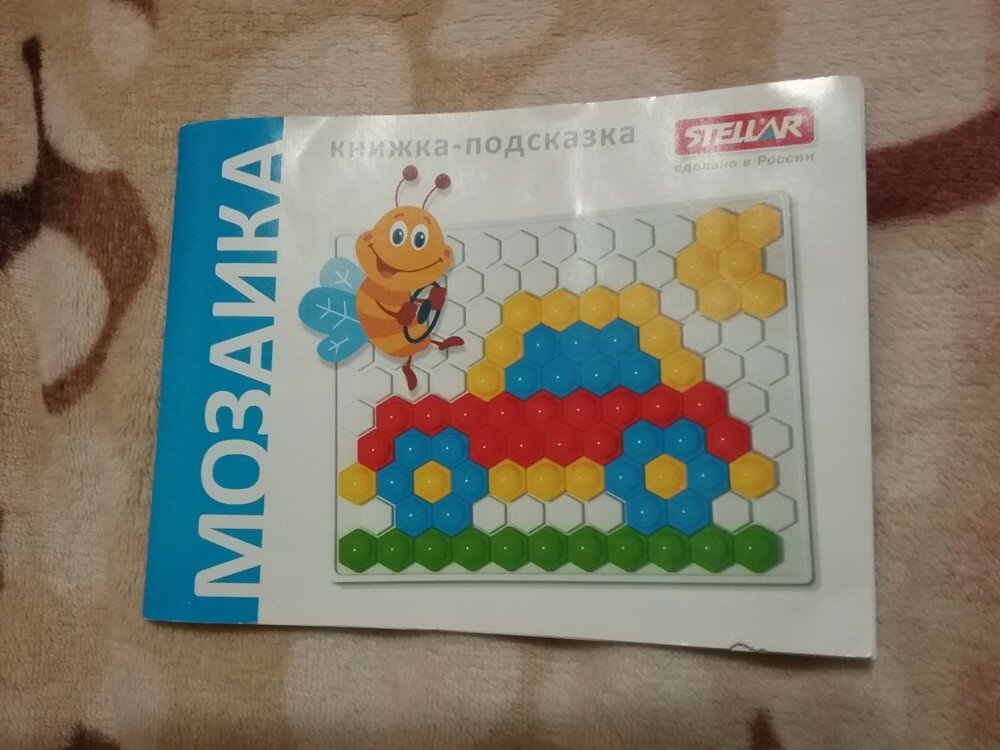 МОЗАИКА
книжка-подсказка
STELLAR
сделано в России